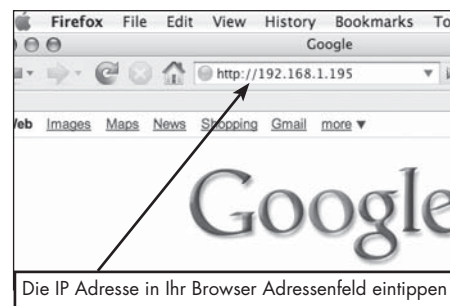 Firefox File Edit View History Bookmarks
Google
http://192.168.1.195
Images Maps News Shopping Gmail more ▼
Google
Die IP Adresse in Ihr Browser Adressenfeld eintippen